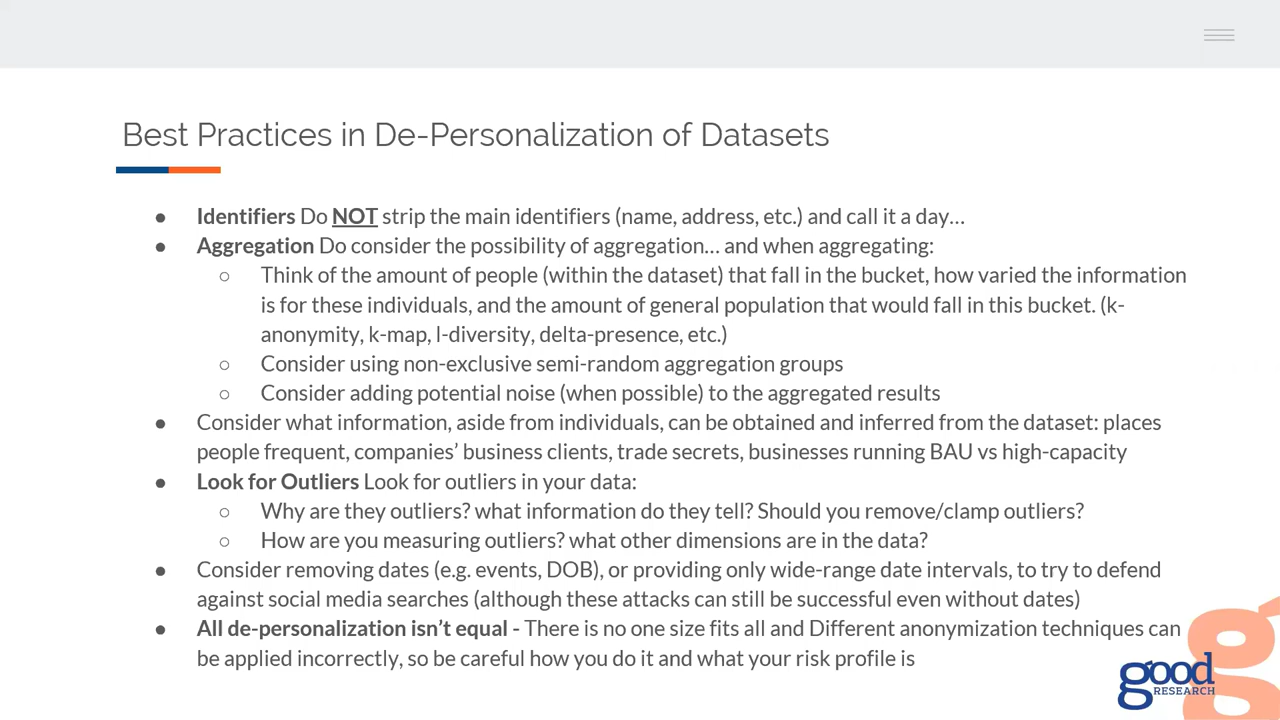 Best Practices in De-Personalization of Datasets
● Identifiers Do NOT strip the main identifiers (name, address, etc.) and call it a day…
● Aggregation Do consider the possibility of aggregation… and when aggregating:
○ Think of the amount of people (within the dataset) that fall in the bucket, how varied the information
is for these individuals, and the amount of general population that would fall in this bucket. (k-
anonymity, k-map, l-diversity, delta-presence, etc.)
○ Consider using non-exclusive semi-random aggregation groups
○ Consider adding potential noise (when possible) to the aggregated results
● Consider what information, aside from individuals, can be obtained and inferred from the dataset: places
people frequent, companies’ business clients, trade secrets, businesses running BAU vs high-capacity
● Look for Outliers Look for outliers in your data:
○ Why are they outliers? what information do they tell? Should you remove/clamp outliers?
○ How are you measuring outliers? what other dimensions are in the data?
● Consider removing dates (e.g. events, DOB), or providing only wide-range date intervals, to try to defend
against social media searches (although these attacks can still be successful even without dates)
● All de-personalization isn’t equal - There is no one size fits all and Different anonymization techniques can
be applied incorrectly, so be careful how you do it and what your risk profile is
good
RESEARCH
g